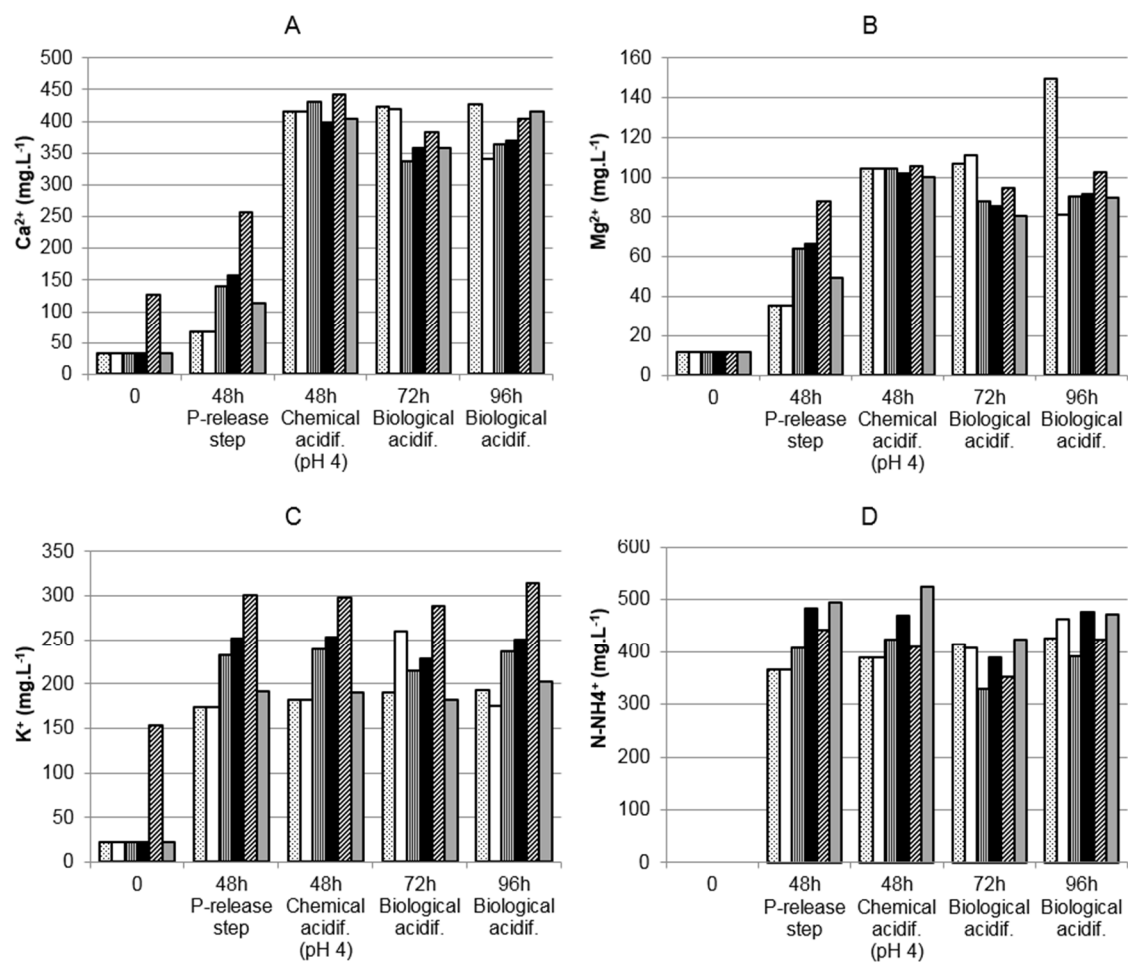 A
Ca²⁺ (mg.L⁻¹)
500
450
400
350
300
250
200
150
100
50
0
0
48h
P-release
step
48h
Chemical
acidif.
(pH 4)
72h
Biological
acidif.
96h
Biological
acidif.
B
Mg²⁺ (mg.L⁻¹)
160
140
120
100
80
60
40
20
0
0
48h
P-release
step
48h
Chemical
acidif.
(pH 4)
72h
Biological
acidif.
96h
Biological
acidif.
C
K⁺ (mg.L⁻¹)
350
300
250
200
150
100
50
0
0
48h
P-release
step
48h
Chemical
acidif.
(pH 4)
72h
Biological
acidif.
96h
Biological
acidif.
D
N-NH4⁺ (mg.L⁻¹)
600
500
400
300
200
100
0
0
48h
P-release
step
48h
Chemical
acidif.
(pH 4)
72h
Biological
acidif.
96h
Biological
acidif.